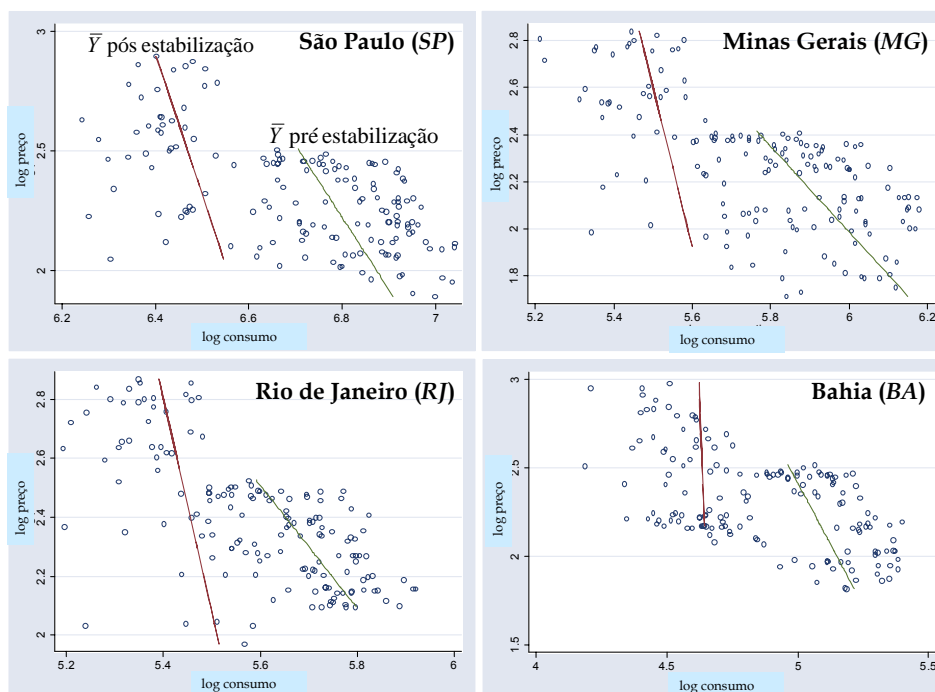 São Paulo (SP)
Ȳ pós estabilização
Ȳ pré estabilização
log preço
3
2.5
2
6.2 6.4 6.6 6.8 7
log consumo
Minas Gerais (MG)
log preço
2.8
2.6
2.4
2.2
2
1.8
5.2 5.4 5.6 5.8 6 6.2
log consumo
Rio de Janeiro (RJ)
log preço
2.8
2.6
2.4
2.2
2
5.2 5.4 5.6 5.8 6
log consumo
Bahia (BA)
log preço
3
2.5
2
1.5
4 4.5 5 5.5
log consumo